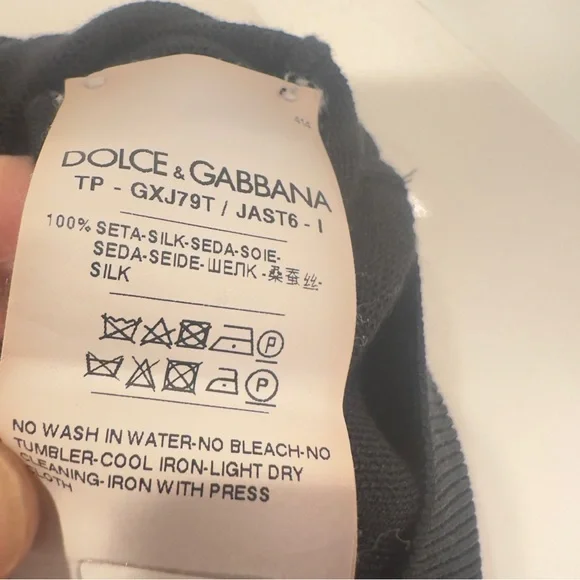 414
DOLCE & GABBANA
TP - GXJ79T / JAST6 - I
100% SETA-SILK-SEDA-SOIE-
SEDA-SEIDE-ШЕЛК-桑蚕丝-
SILK
P
P
NO WASH IN WATER-NO BLEACH-NO
TUMBLER-COOL IRON-LIGHT DRY
CLEANING-IRON WITH PRESS
CLOTH